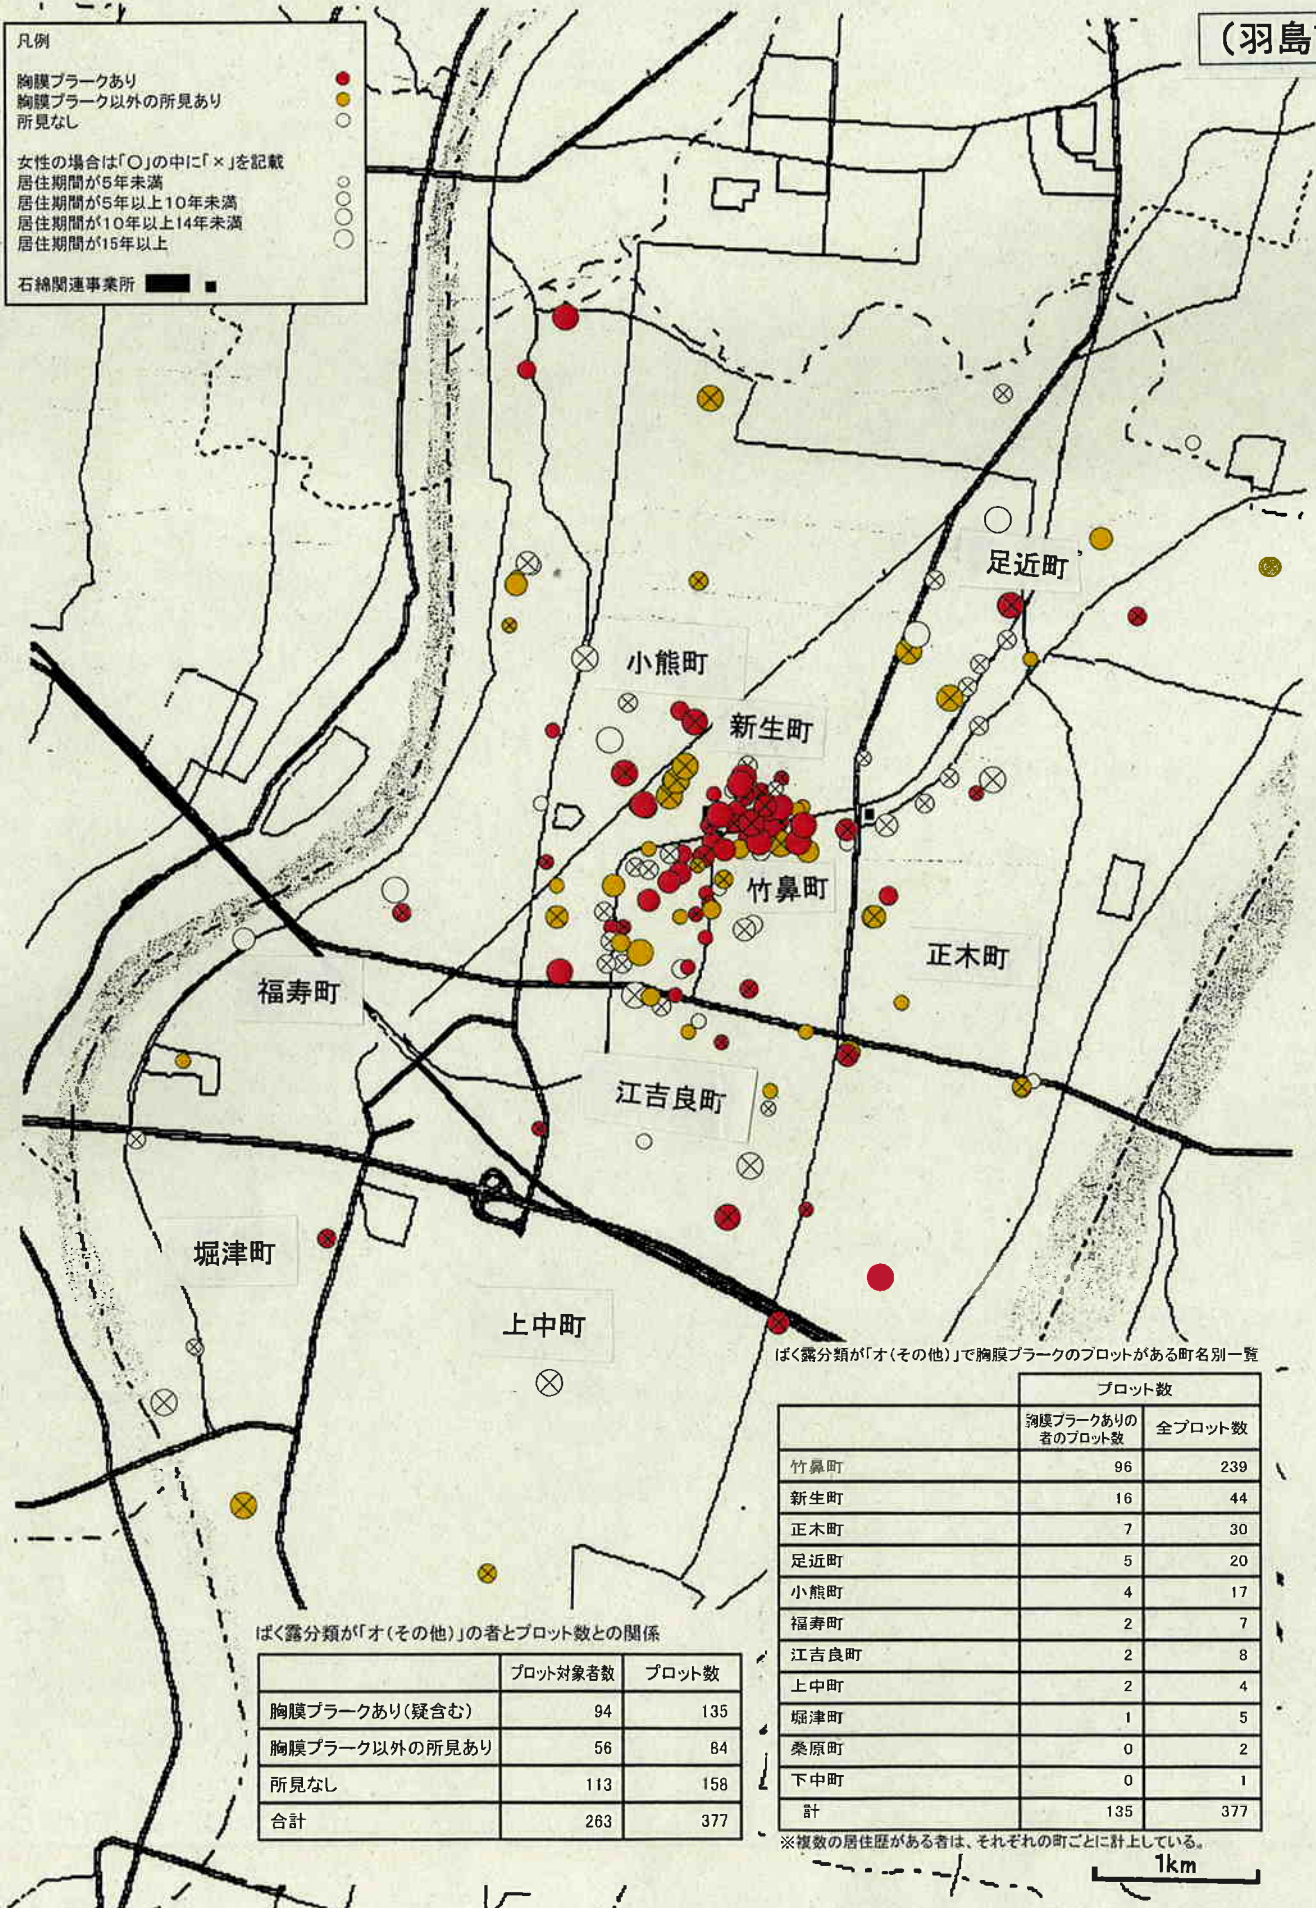 (羽島
凡例
胸膜プラークあり
胸膜プラーク以外の所見あり
所見なし
女性の場合は「○」の中に「×」を記載
居住期間が5年未満
居住期間が5年以上10年未満
居住期間が10年以上14年未満
居住期間が15年以上
石綿関連事業所
足近町
小熊町
新生町
竹鼻町
正木町
福寿町
江吉良町
堀津町
上中町
ばく露分類が「オ(その他)」で胸膜プラークのプロットがある町名別一覧
プロット数
胸膜プラークありの者のプロット数 全プロット数
竹鼻町 96 239
新生町 16 44
正木町 7 30
足近町 5 20
小熊町 4 17
福寿町 2 7
江吉良町 2 8
上中町 2 4
堀津町 1 5
桑原町 0 2
下中町 0 1
計 135 377
※複数の居住歴がある者は、それぞれの町ごとに計上している。
ばく露分類が「オ(その他)」の者とプロット数との関係
プロット対象者数 プロット数
胸膜プラークあり(疑含む) 94 135
胸膜プラーク以外の所見あり 56 84
所見なし 113 158
合計 263 377
1km